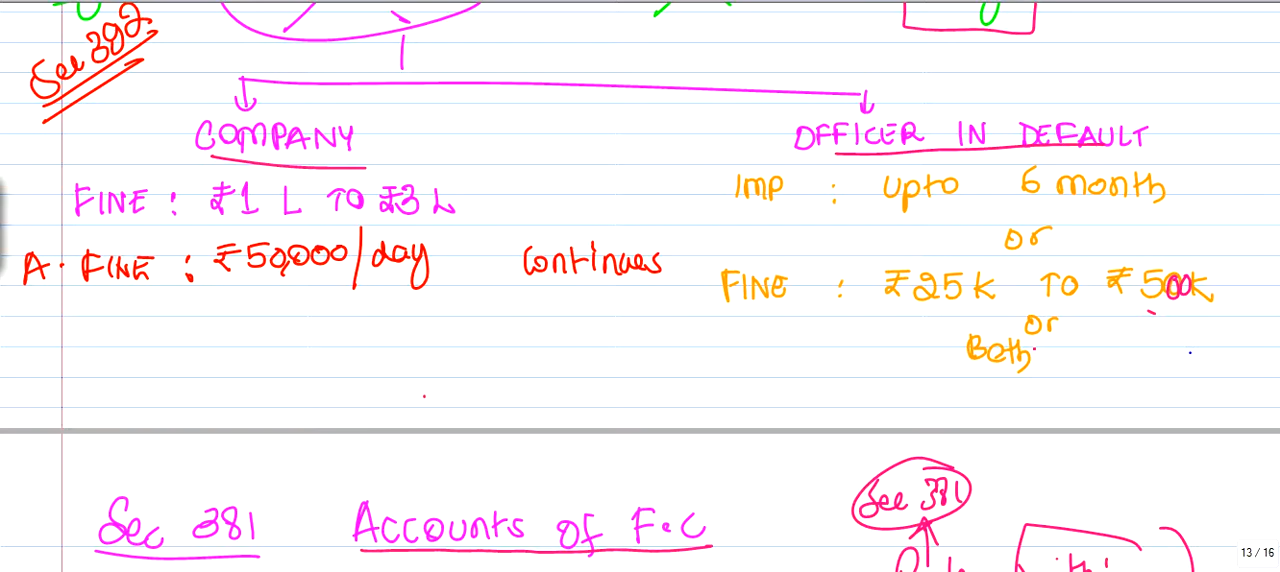 Sec 392
COMPANY
FINE : ₹1 L TO ₹3 L
A. FINE : ₹50,000/day continues
OFFICER IN DEFAULT
Imp : upto 6 month
or
FINE : ₹25 K TO ₹500K
or
Both
Sec 381 Accounts of F.C
Sec 381
13 / 16